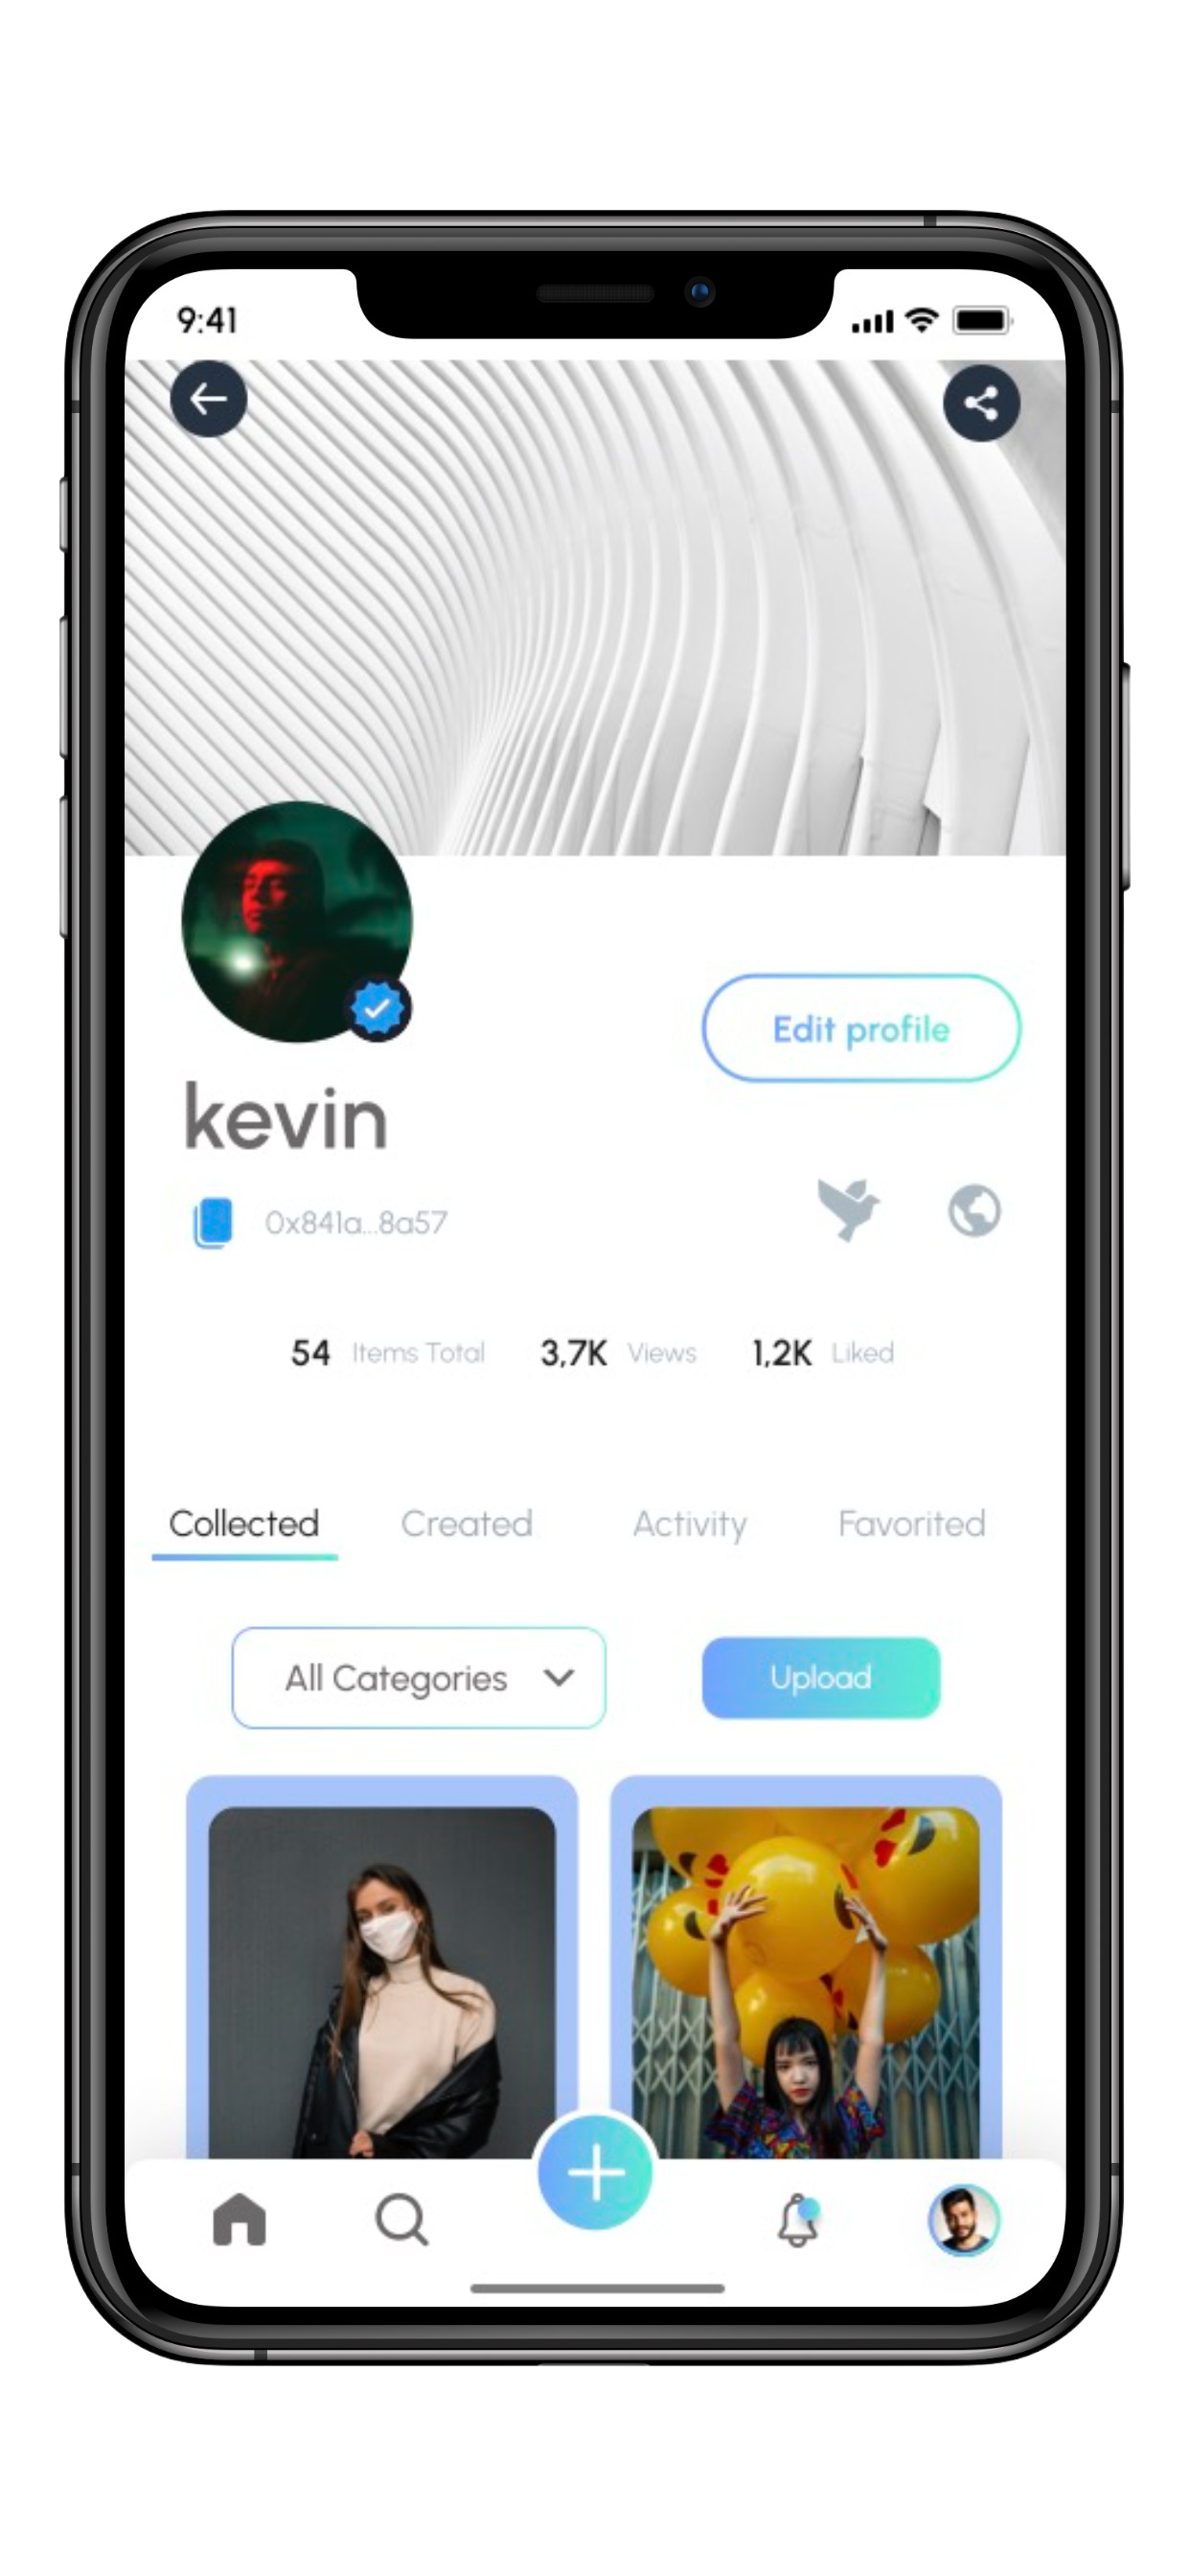 9:41
Edit profile
kevin
0x841a...8a57
54 Items Total 3,7K Views 1,2K Liked
Collected Created Activity Favorited
All Categories Upload